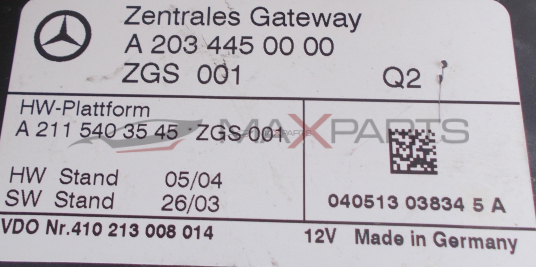 Zentrales Gateway
A 203 445 00 00
ZGS 001 Q2
HW-Plattform
A 211 540 35 45 ZGS 001
MAXPARTS
HW Stand 05/04
SW Stand 26/03
040513 03834 5 A
VDO Nr.410 213 008 014 12V Made in Germany